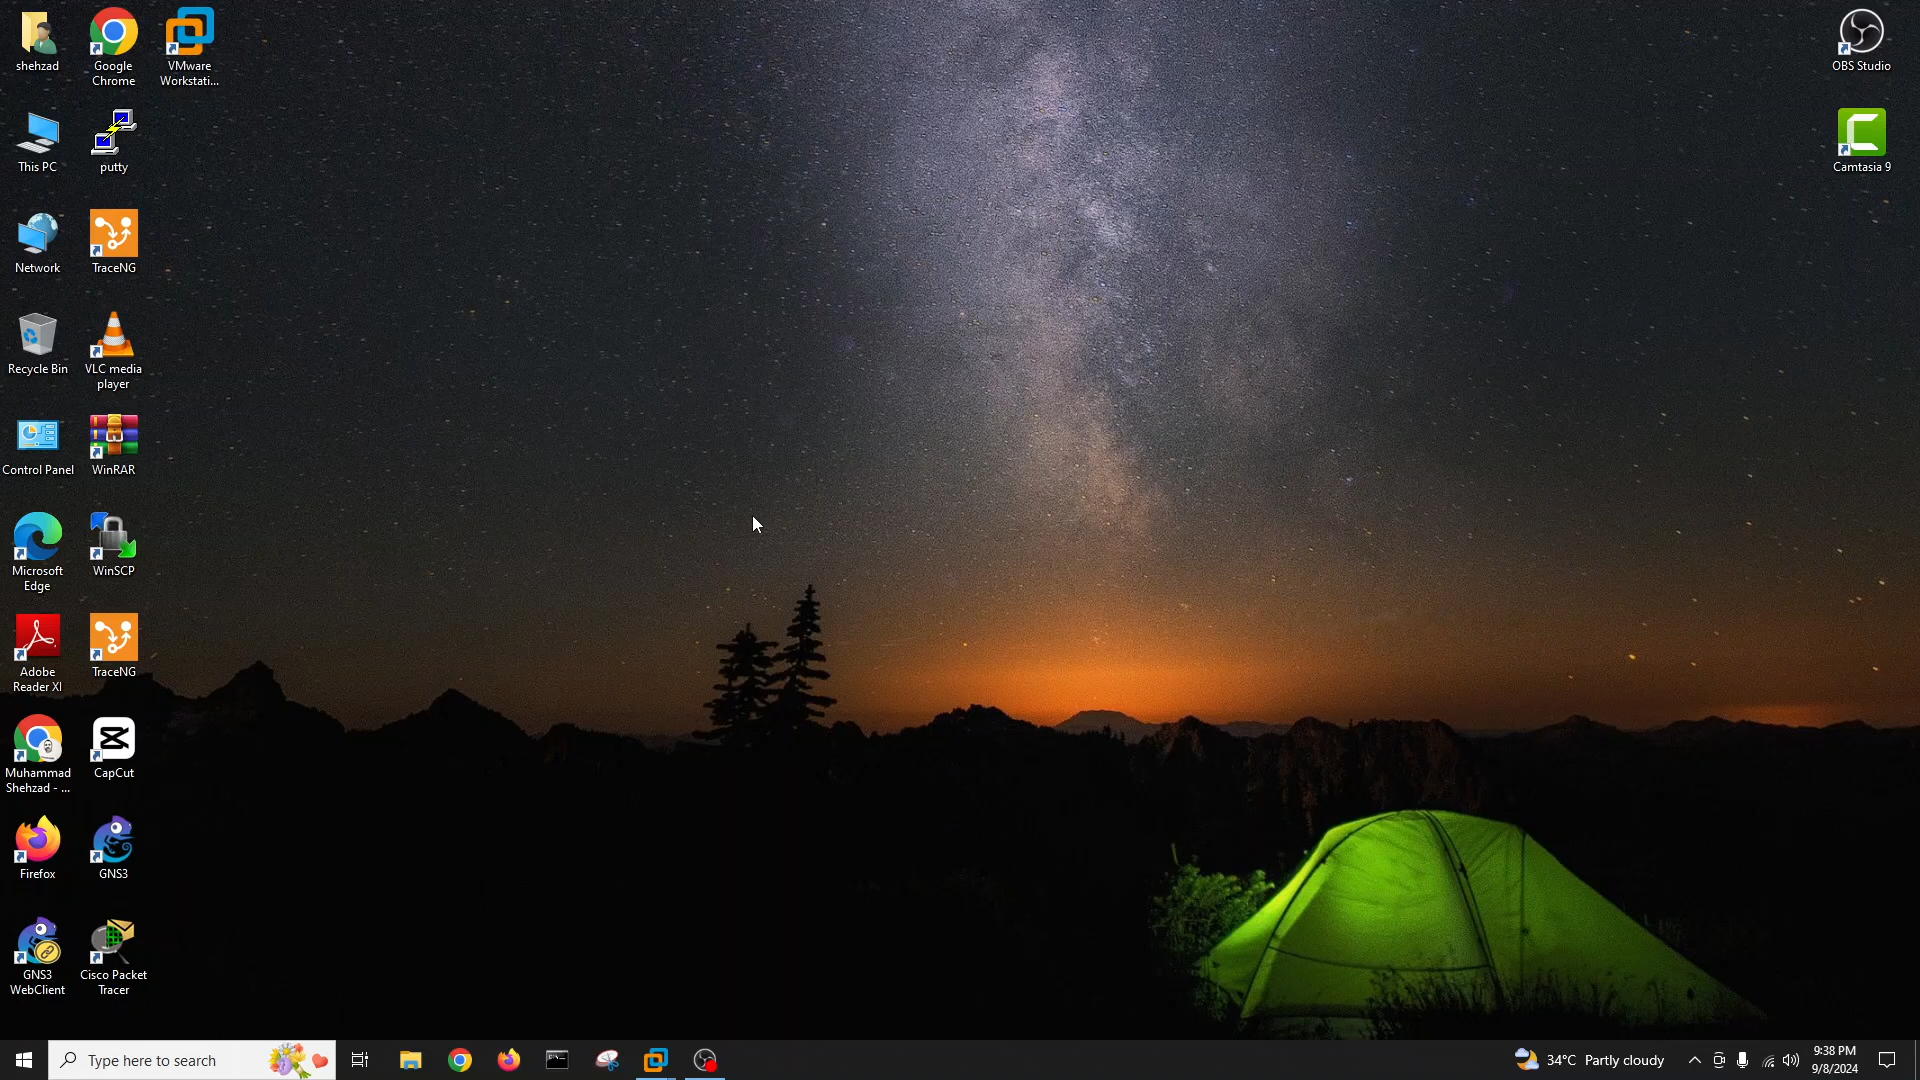 shehzad
Google
Chrome
VMware
Workstati...
OBS Studio
This PC
putty
Camtasia 9
Network
TraceNG
Recycle Bin
VLC media
player
Control Panel
WinRAR
Microsoft
Edge
WinSCP
Adobe
Reader XI
TraceNG
Muhammad
Shehzad - ...
CapCut
Firefox
GNS3
GNS3
WebClient
Cisco Packet
Tracer
Type here to search
34°C Partly cloudy
9:38 PM
9/8/2024